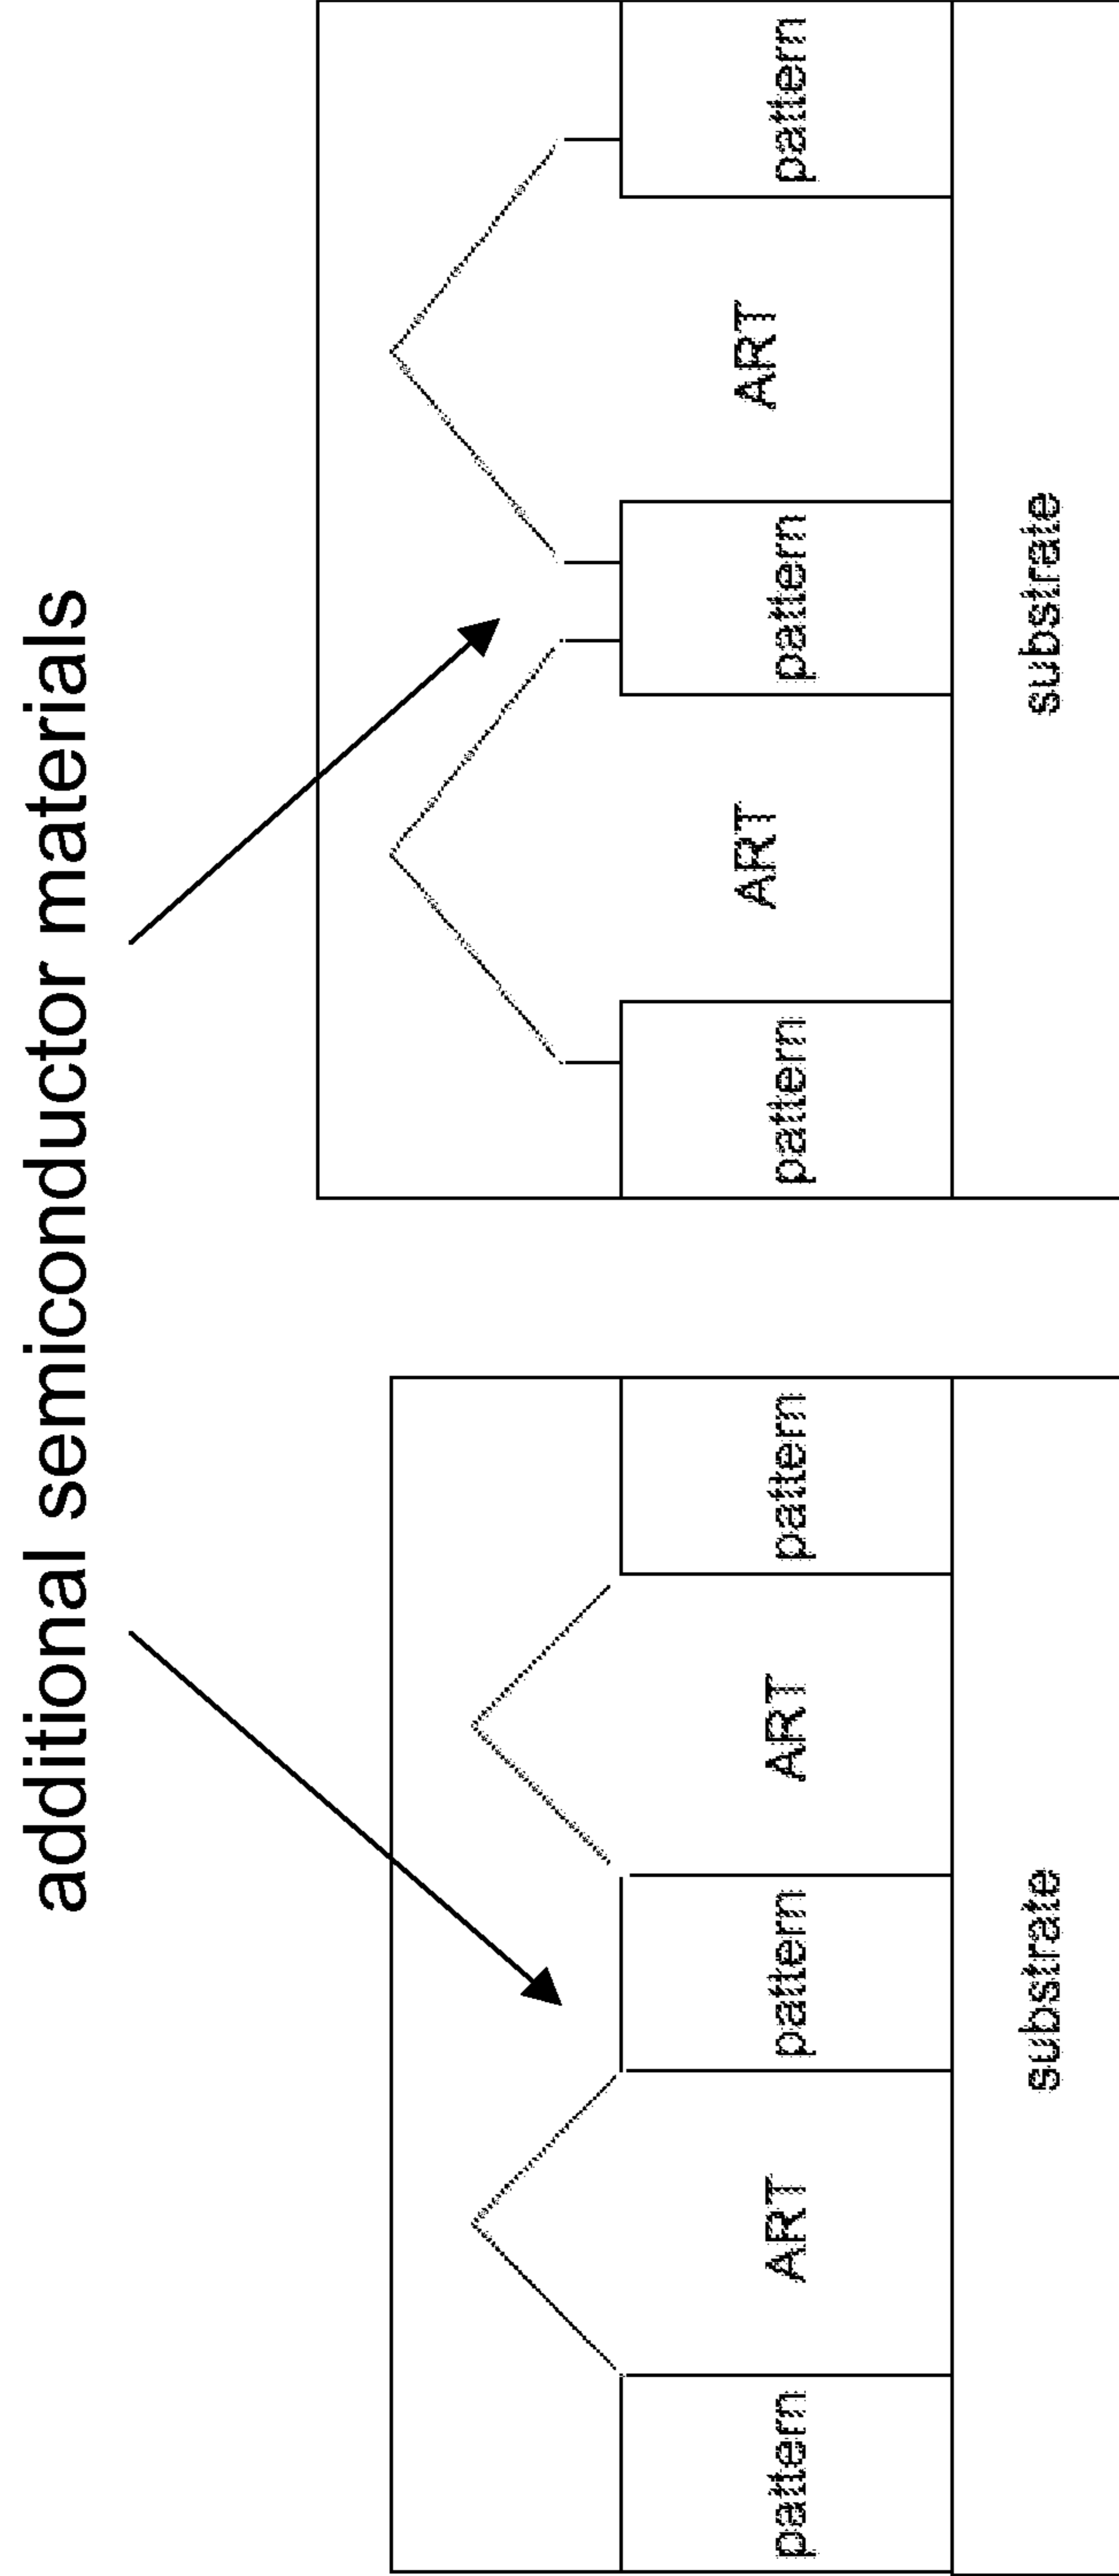 additional semiconductor materials
pattern ART pattern ART pattern
substrate
ART ART
pattern pattern pattern
substrate